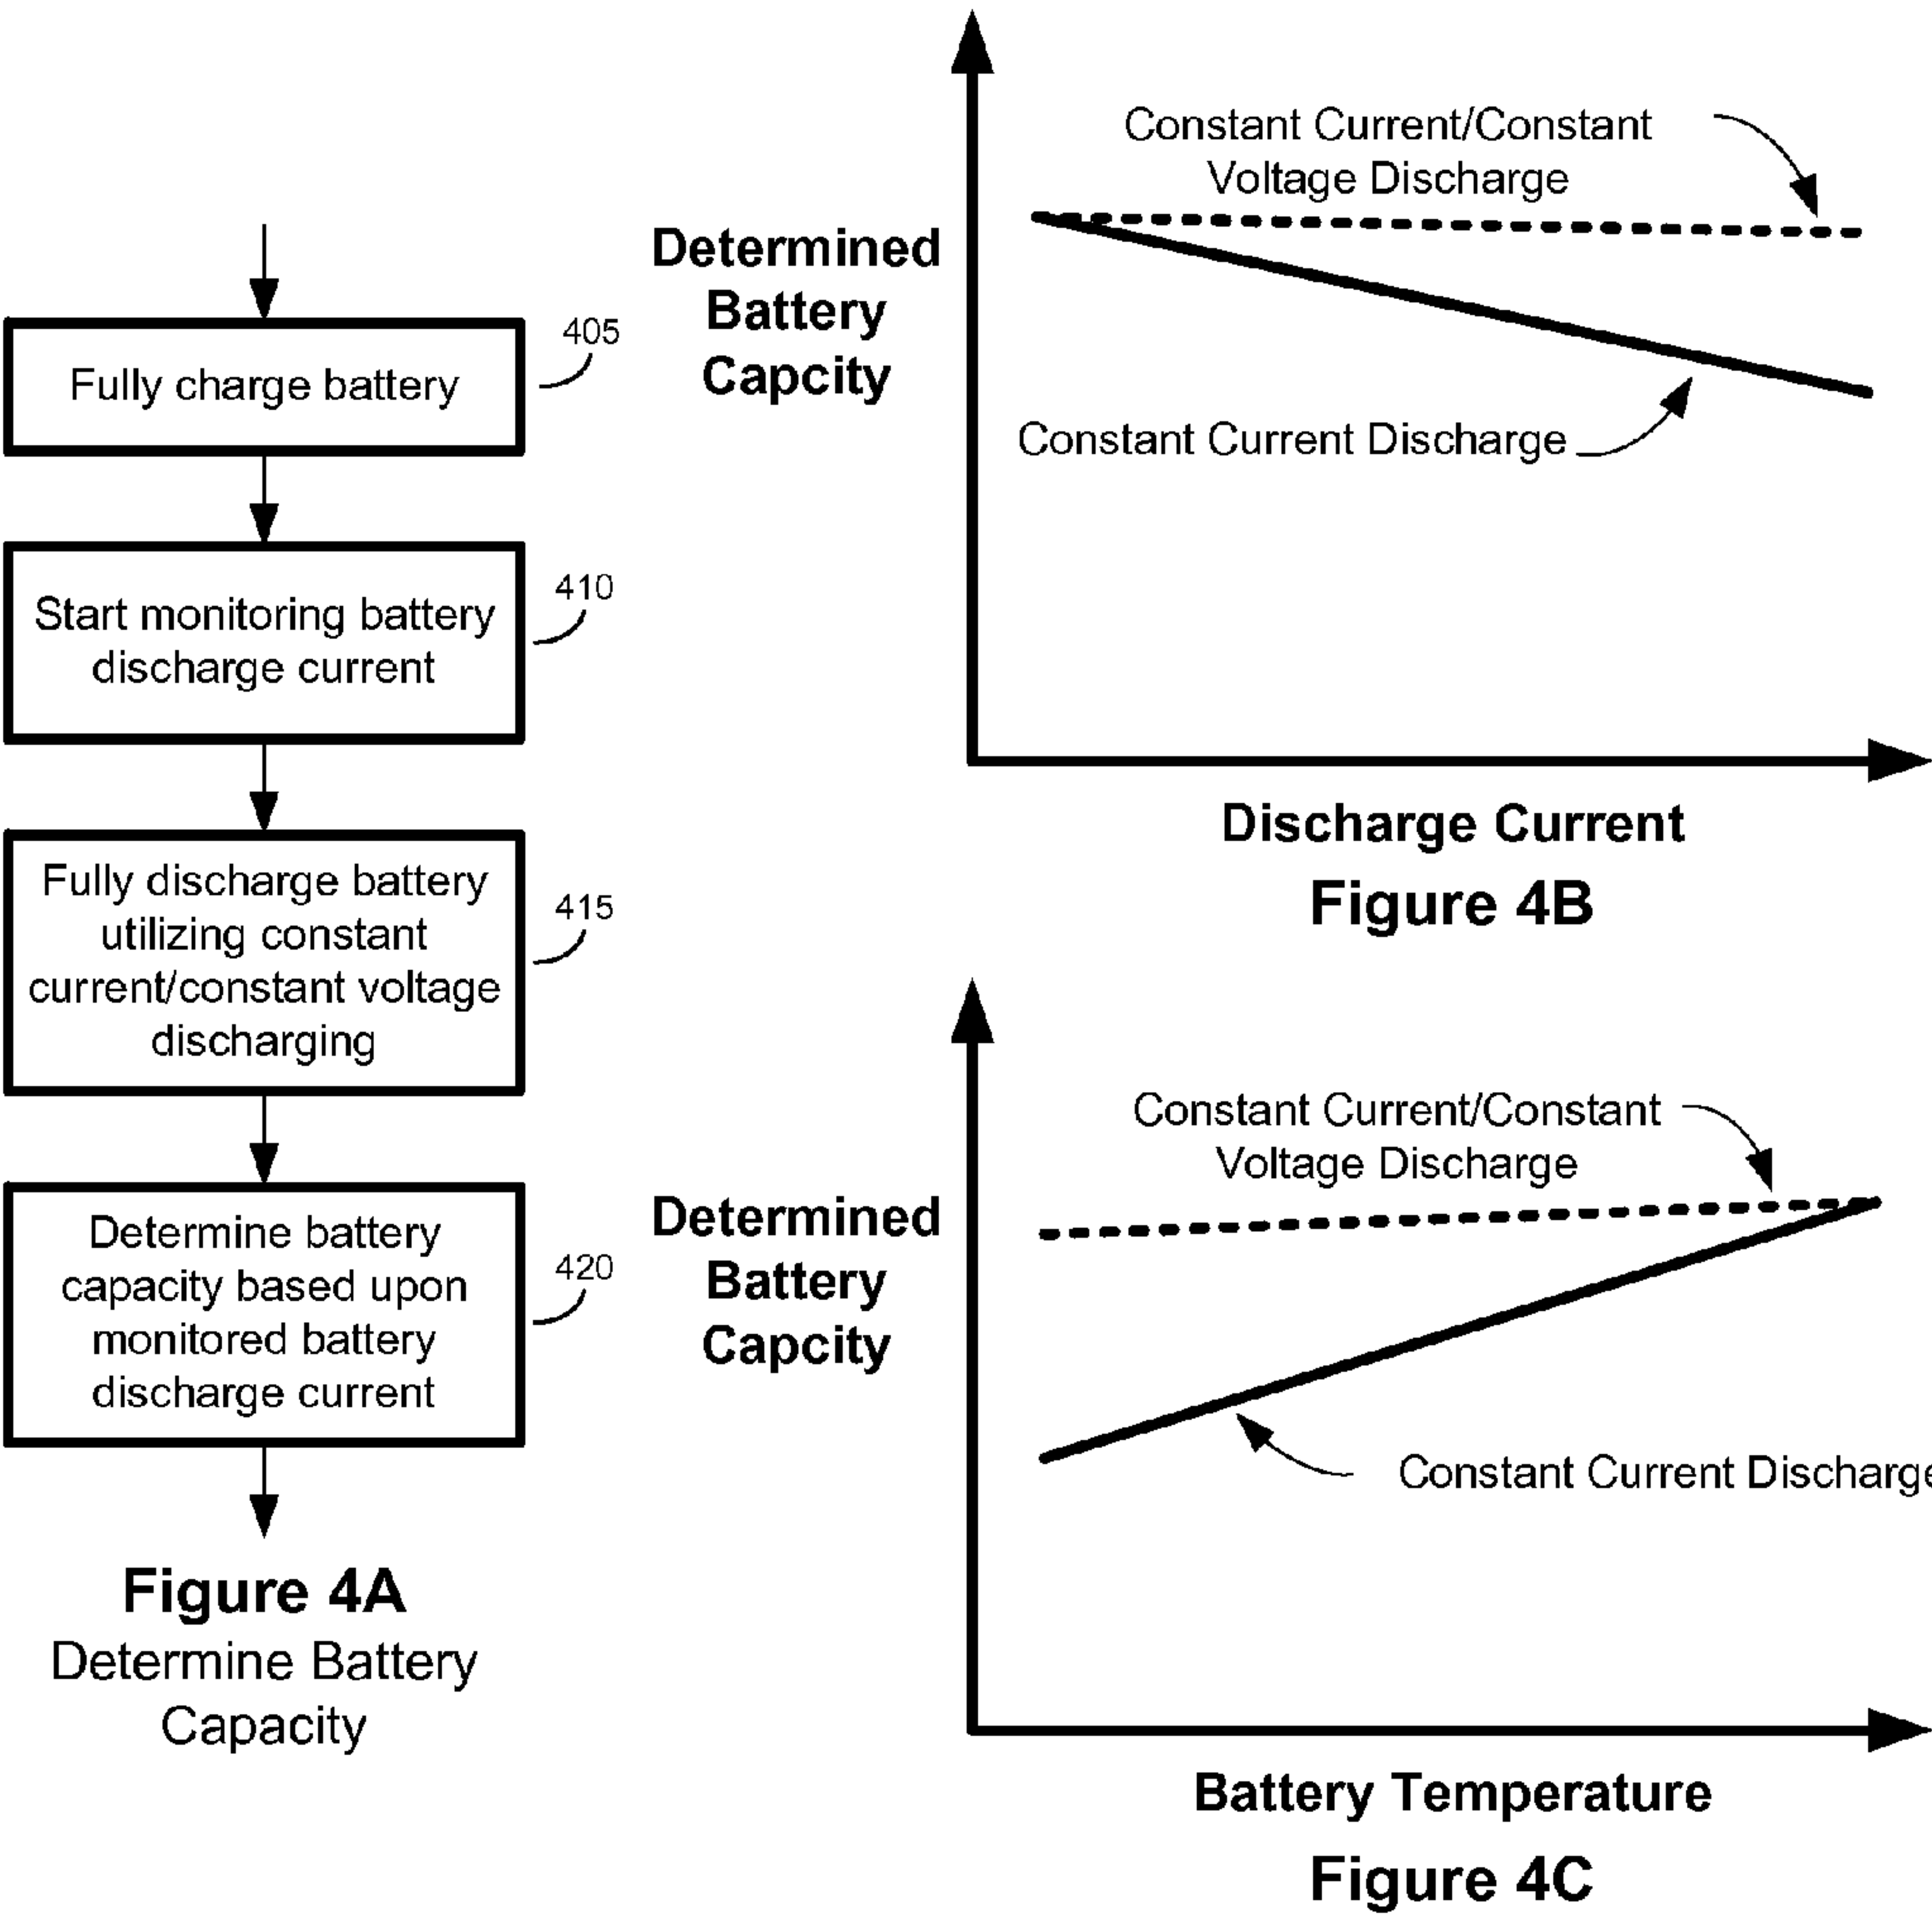 Fully charge battery
405
Start monitoring battery
discharge current
410
Fully discharge battery
utilizing constant
current/constant voltage
discharging
415
Determine battery
capacity based upon
monitored battery
discharge current
420
Figure 4A
Determine Battery
Capacity
Determined
Battery
Capcity
Constant Current/Constant
Voltage Discharge
Constant Current Discharge
Discharge Current
Figure 4B
Determined
Battery
Capcity
Constant Current/Constant
Voltage Discharge
Constant Current Discharge
Battery Temperature
Figure 4C